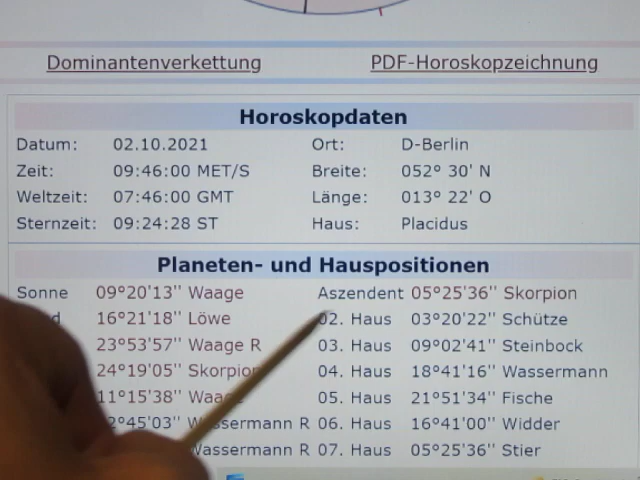 Dominantenverkettung PDF-Horoskopzeichnung
Horoskopdaten
Datum: 02.10.2021 Ort: D-Berlin
Zeit: 09:46:00 MET/S Breite: 052° 30' N
Weltzeit: 07:46:00 GMT Länge: 013° 22' O
Sternzeit: 09:24:28 ST Haus: Placidus
Planeten- und Hauspositionen
Sonne 09°20'13'' Waage Aszendent 05°25'36'' Skorpion
16°21'18'' Löwe 02. Haus 03°20'22'' Schütze
23°53'57'' Waage R 03. Haus 09°02'41'' Steinbock
24°19'05'' Skorpion 04. Haus 18°41'16'' Wassermann
11°15'38'' Waage 05. Haus 21°51'34'' Fische
2°45'03'' Wassermann R 06. Haus 16°41'00'' Widder
Wassermann R 07. Haus 05°25'36'' Stier